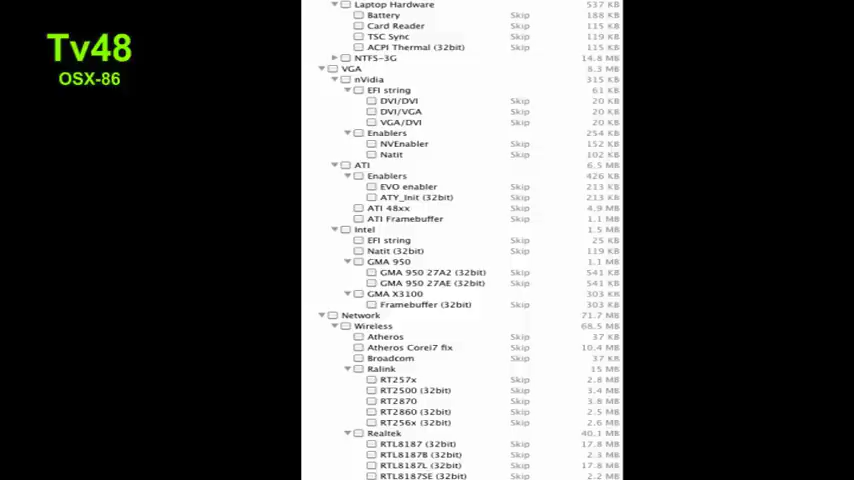 Tv48
OSX-86
Laptop Hardware 537 KB
Battery Skip 188 KB
Card Reader Skip 115 KB
TSC Sync Skip 119 KB
ACPI Thermal (32bit) Skip 115 KB
NTFS-3G 14.8 MB
VGA 8.3 MB
nVidia 315 KB
EFI string 61 KB
DVI/DVI Skip 20 KB
DVI/VGA Skip 20 KB
VGA/DVI Skip 20 KB
Enablers 254 KB
NVEnabler Skip 152 KB
Natit Skip 102 KB
ATI 6.5 MB
Enablers 426 KB
EVO enabler Skip 213 KB
ATY_Init (32bit) Skip 213 KB
ATI 48xx Skip 4.9 MB
ATI Framebuffer Skip 1.1 MB
Intel 1.5 MB
EFI string Skip 25 KB
Natit (32bit) Skip 119 KB
GMA 950 1.1 MB
GMA 950 27A2 (32bit) Skip 541 KB
GMA 950 27AE (32bit) Skip 541 KB
GMA X3100 303 KB
Framebuffer (32bit) Skip 303 KB
Network 71.7 MB
Wireless 68.5 MB
Atheros Skip 37 KB
Atheros Corei7 fix Skip 10.4 MB
Broadcom Skip 37 KB
Ralink 15 MB
RT257x Skip 2.8 MB
RT2500 (32bit) Skip 3.4 MB
RT2870 Skip 3.8 MB
RT2860 (32bit) Skip 2.5 MB
RT256x (32bit) Skip 2.6 MB
Realtek 40.1 MB
RTL8187 (32bit) Skip 17.8 MB
RTL8187B (32bit) Skip 2.3 MB
RTL8187L (32bit) Skip 17.8 MB
RTL8187SE (32bit) Skip 2.2 MB